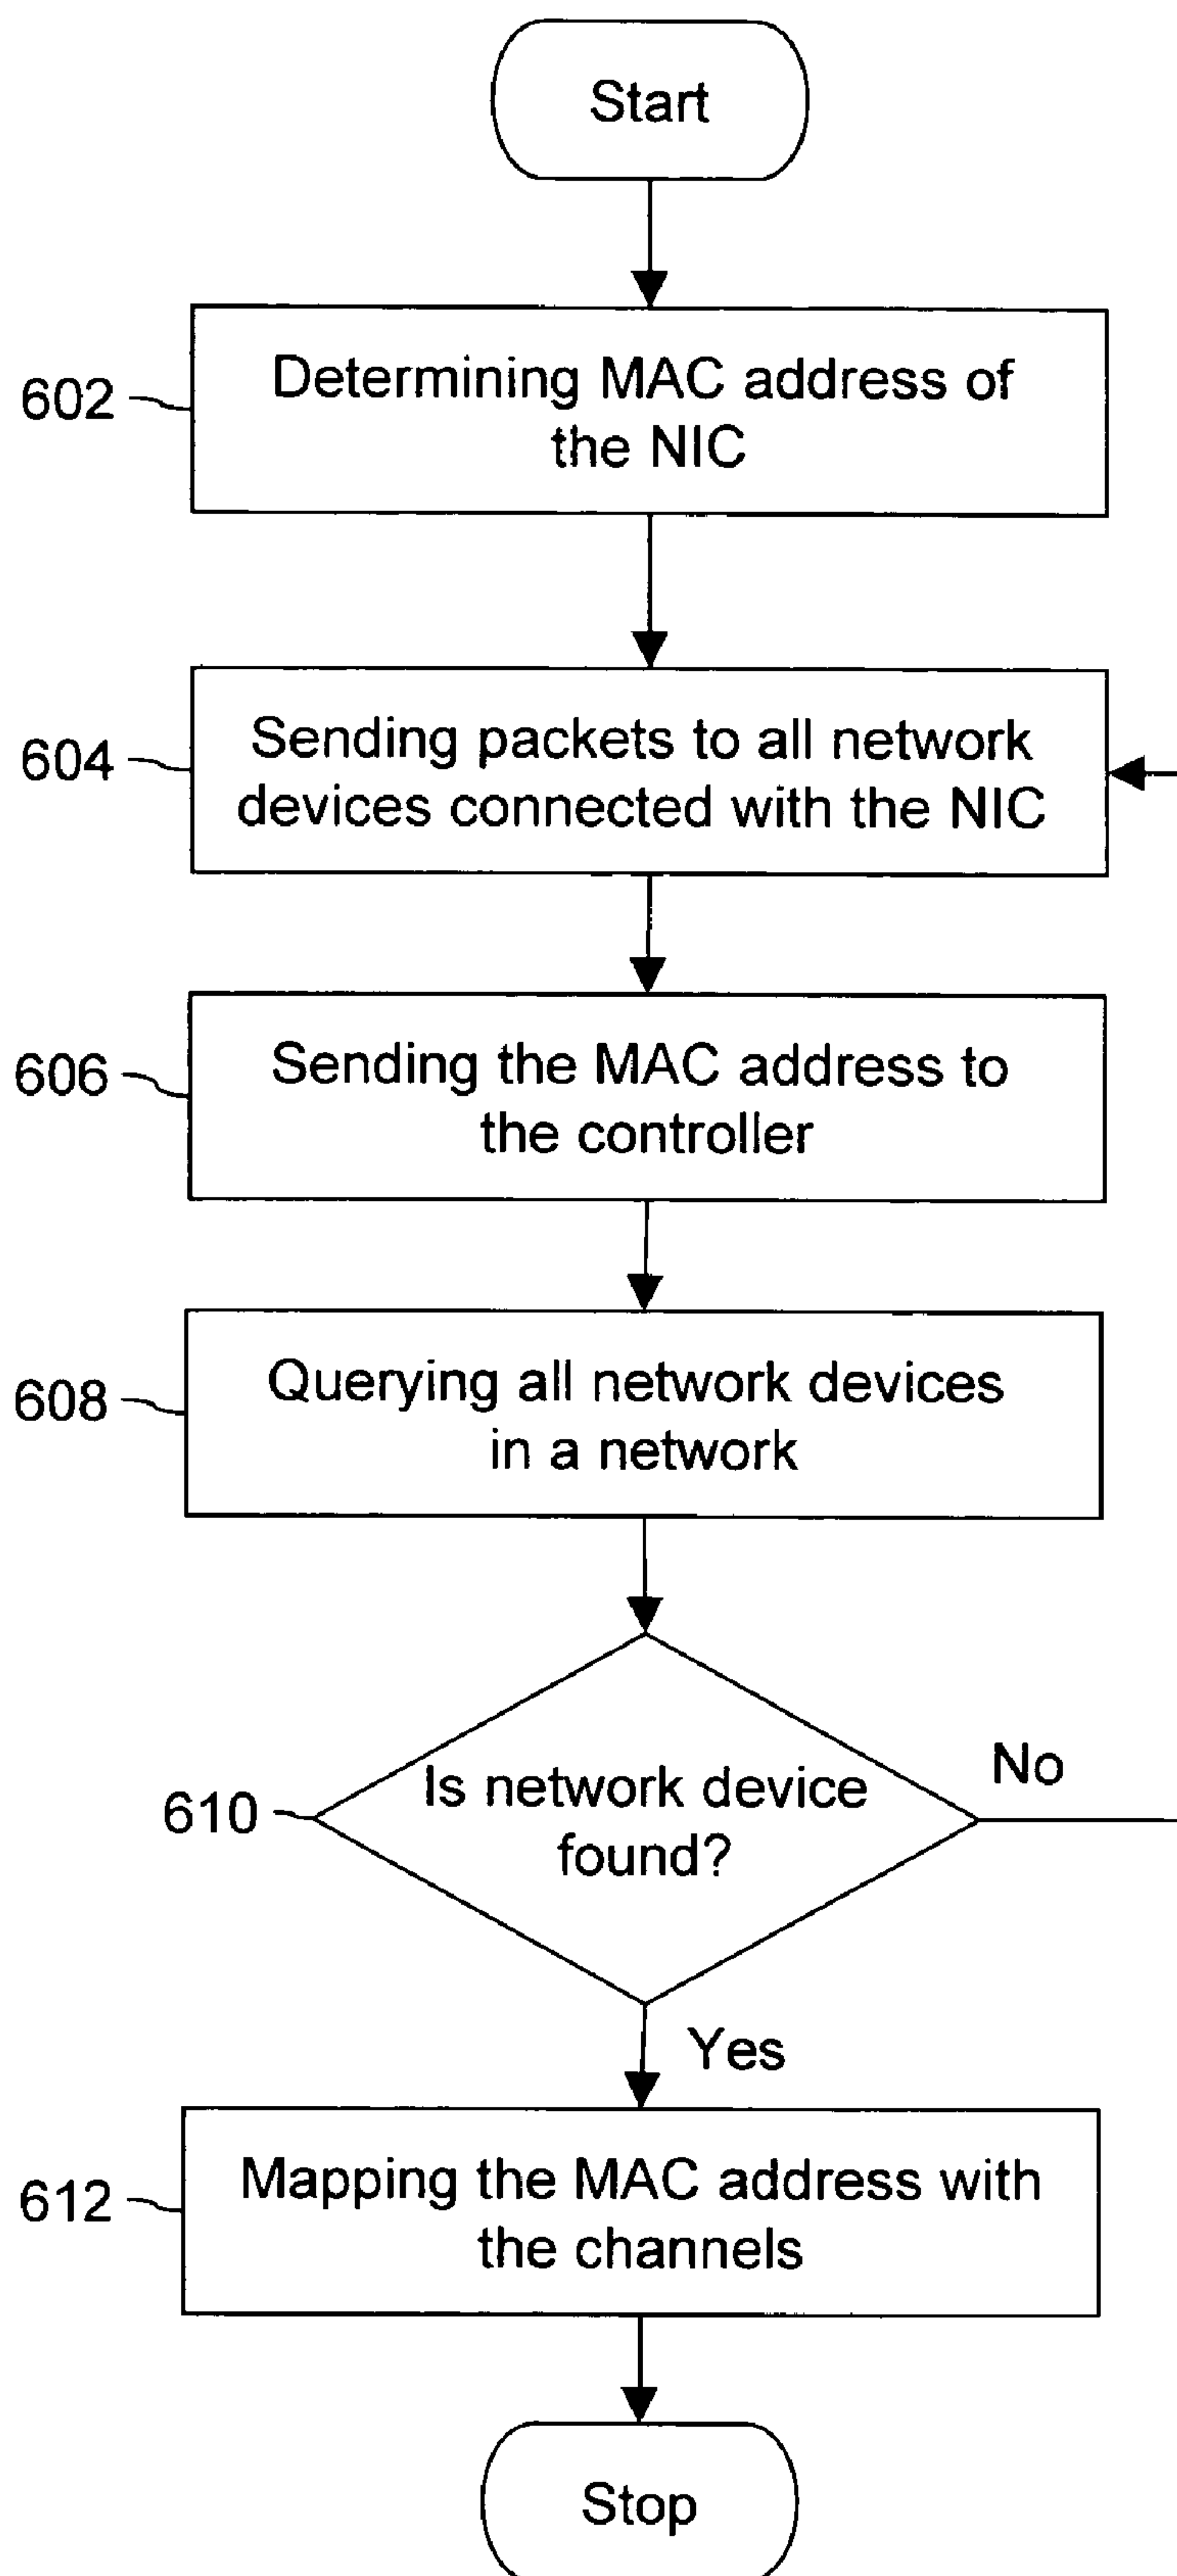 Start
602
Determining MAC address of
the NIC
604
Sending packets to all network
devices connected with the NIC
606
Sending the MAC address to
the controller
608
Querying all network devices
in a network
610
Is network device
found?
No
Yes
612
Mapping the MAC address with
the channels
Stop